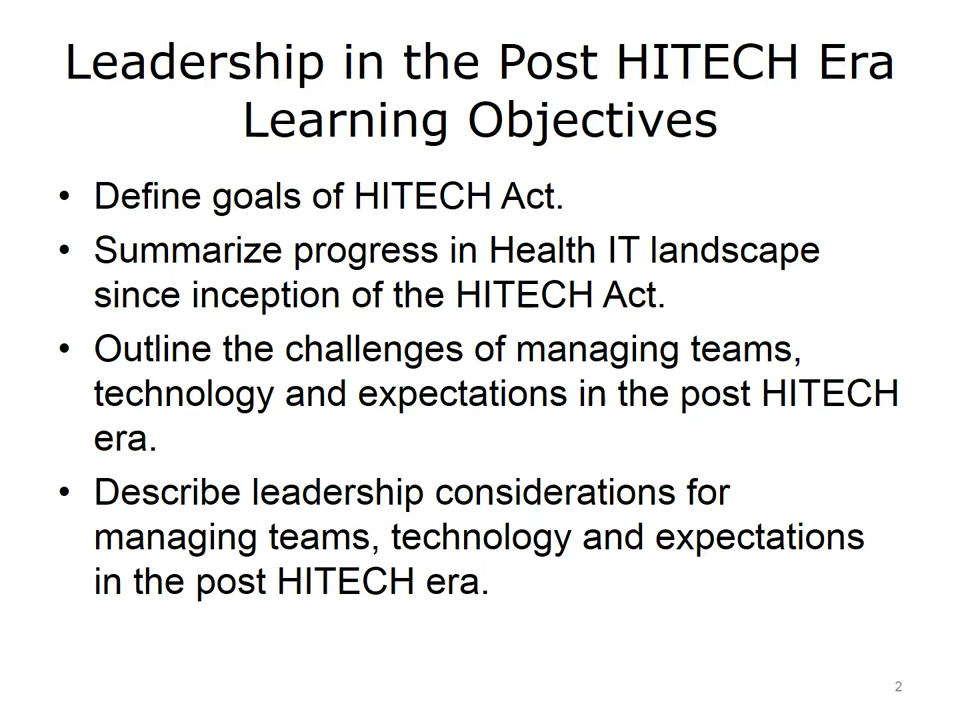 Leadership in the Post HITECH Era
Learning Objectives
• Define goals of HITECH Act.
• Summarize progress in Health IT landscape
since inception of the HITECH Act.
• Outline the challenges of managing teams,
technology and expectations in the post HITECH
era.
• Describe leadership considerations for
managing teams, technology and expectations
in the post HITECH era.
2